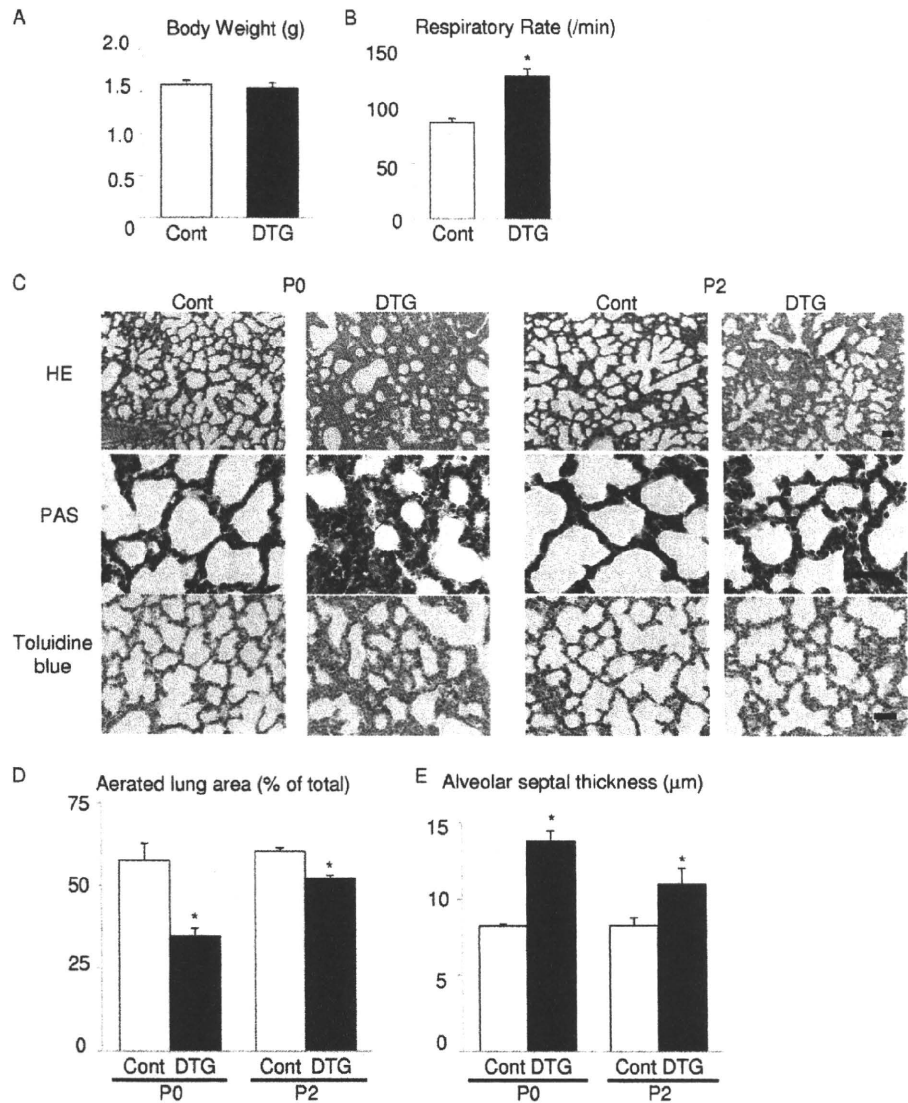 A
Body Weight (g)
2.0
1.5
1.0
0.5
0
Cont DTG
B
Respiratory Rate (/min)
150
*
100
50
0
Cont DTG
C
P0 P2
Cont DTG Cont DTG
HE
PAS
Toluidine
blue
D
Aerated lung area (% of total)
75
50
25
0
*
*
Cont DTG Cont DTG
P0 P2
E
Alveolar septal thickness (μm)
15
10
5
0
*
*
Cont DTG Cont DTG
P0 P2